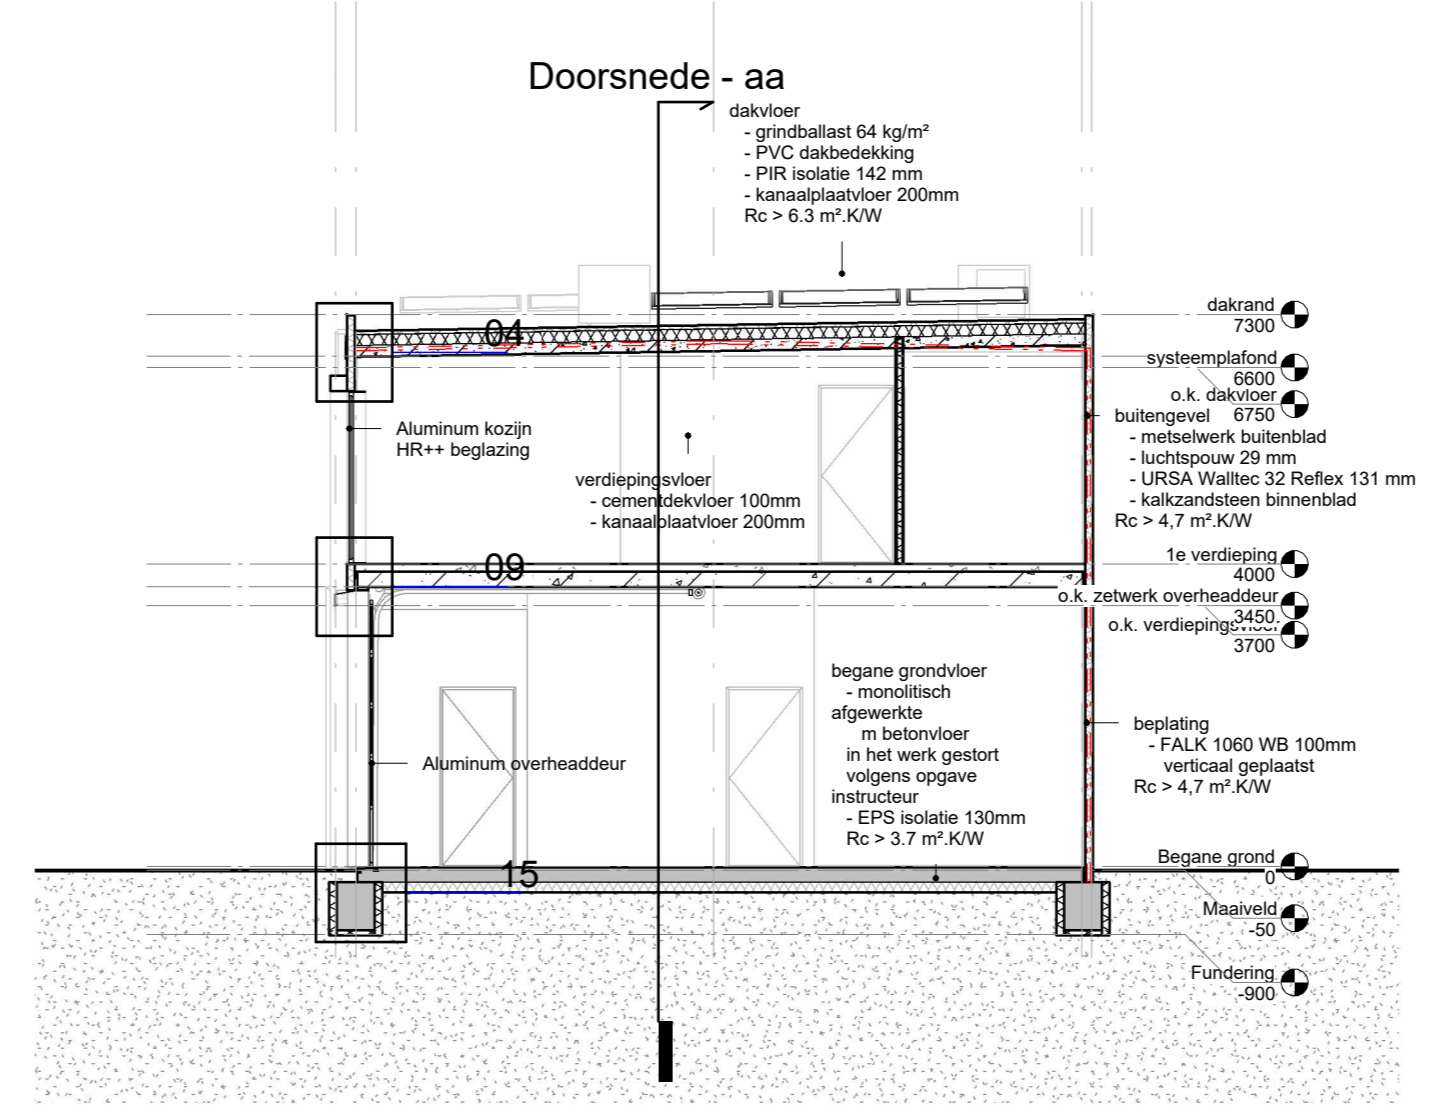 Doorsnede - aa
dakvloer
- grindballast 64 kg/m²
- PVC dakbedekking
- PIR isolatie 142 mm
- kanaalplaatvloer 200mm
Rc > 6.3 m².K/W
04
dakrand
7300
systeemplafond
6600
o.k. dakvloer
6750
buitengevel
- metselwerk buitenblad
- luchtspouw 29 mm
- URSA Walltec 32 Reflex 131 mm
- kalkzandsteen binnenblad
Rc > 4,7 m².K/W
Aluminum kozijn
HR++ beglazing
verdiepingsvloer
- cementdekvloer 100mm
- kanaalplaatvloer 200mm
09
1e verdieping
4000
o.k. zetwerk overheaddeur
3450
o.k. verdiepingsvloer
3700
begane grondvloer
- monolitisch
afgewerkte
m betonvloer
in het werk gestort
volgens opgave
instructeur
- EPS isolatie 130mm
Rc > 3.7 m².K/W
beplating
- FALK 1060 WB 100mm
verticaal geplaatst
Rc > 4,7 m².K/W
Aluminum overheaddeur
15
Begane grond
0
Maaiveld
-50
Fundering
-900